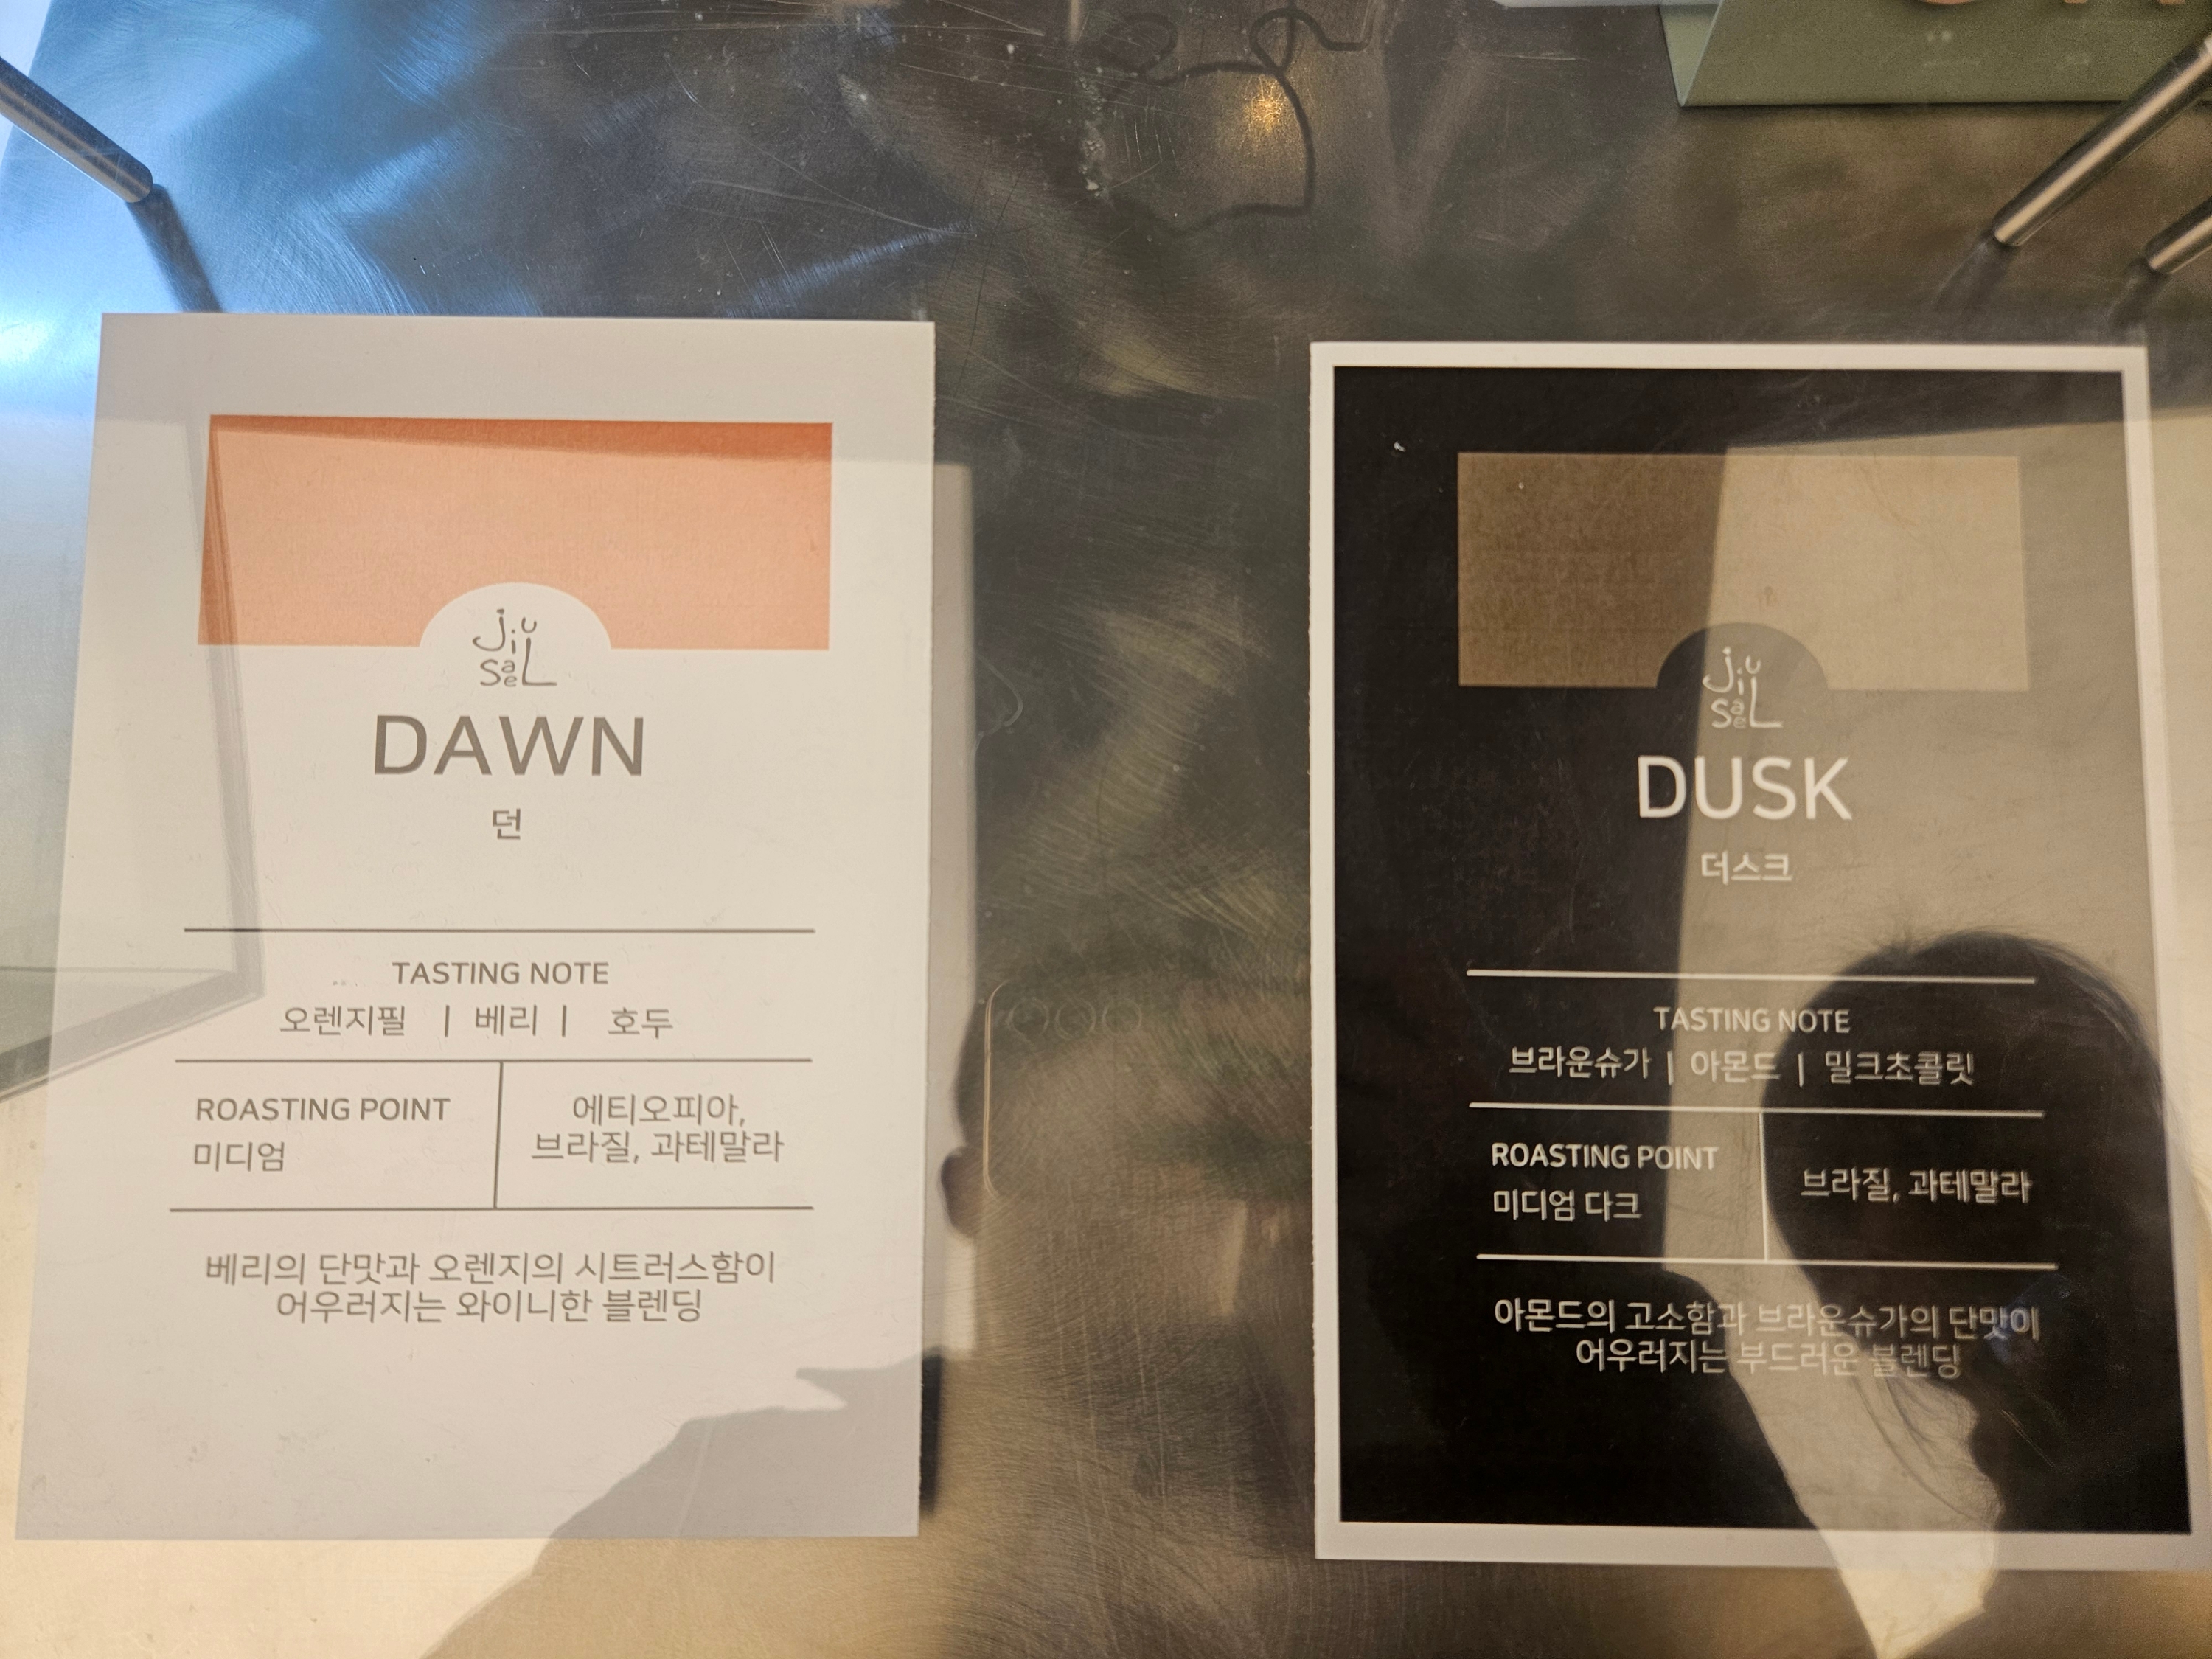 jiu
saeL
DAWN
던
TASTING NOTE
오렌지필 | 베리 | 호두
ROASTING POINT
미디엄
에티오피아,
브라질, 과테말라
베리의 단맛과 오렌지의 시트러스함이
어우러지는 와이니한 블렌딩
jiu
saeL
DUSK
더스크
TASTING NOTE
브라운슈가 | 아몬드 | 밀크초콜릿
ROASTING POINT
미디엄 다크
브라질, 과테말라
아몬드의 고소함과 브라운슈가의 단맛이
어우러지는 부드러운 블렌딩